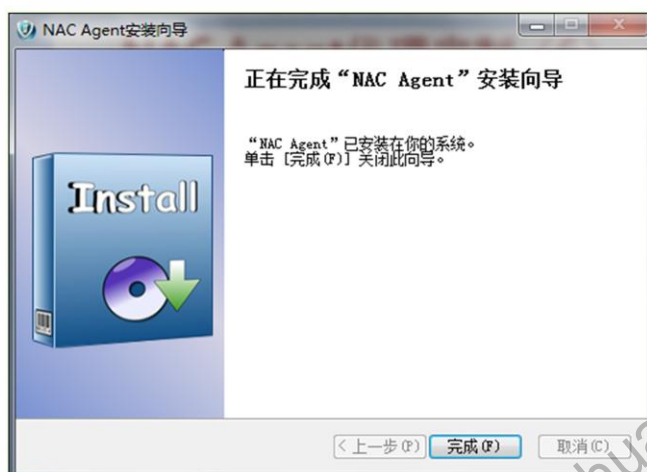 NAC Agent安装向导
正在完成“NAC Agent”安装向导
“NAC Agent”已安装在你的系统。
单击 [完成(F)] 关闭此向导。
Install
<上一步(P)
完成(F)
取消(C)